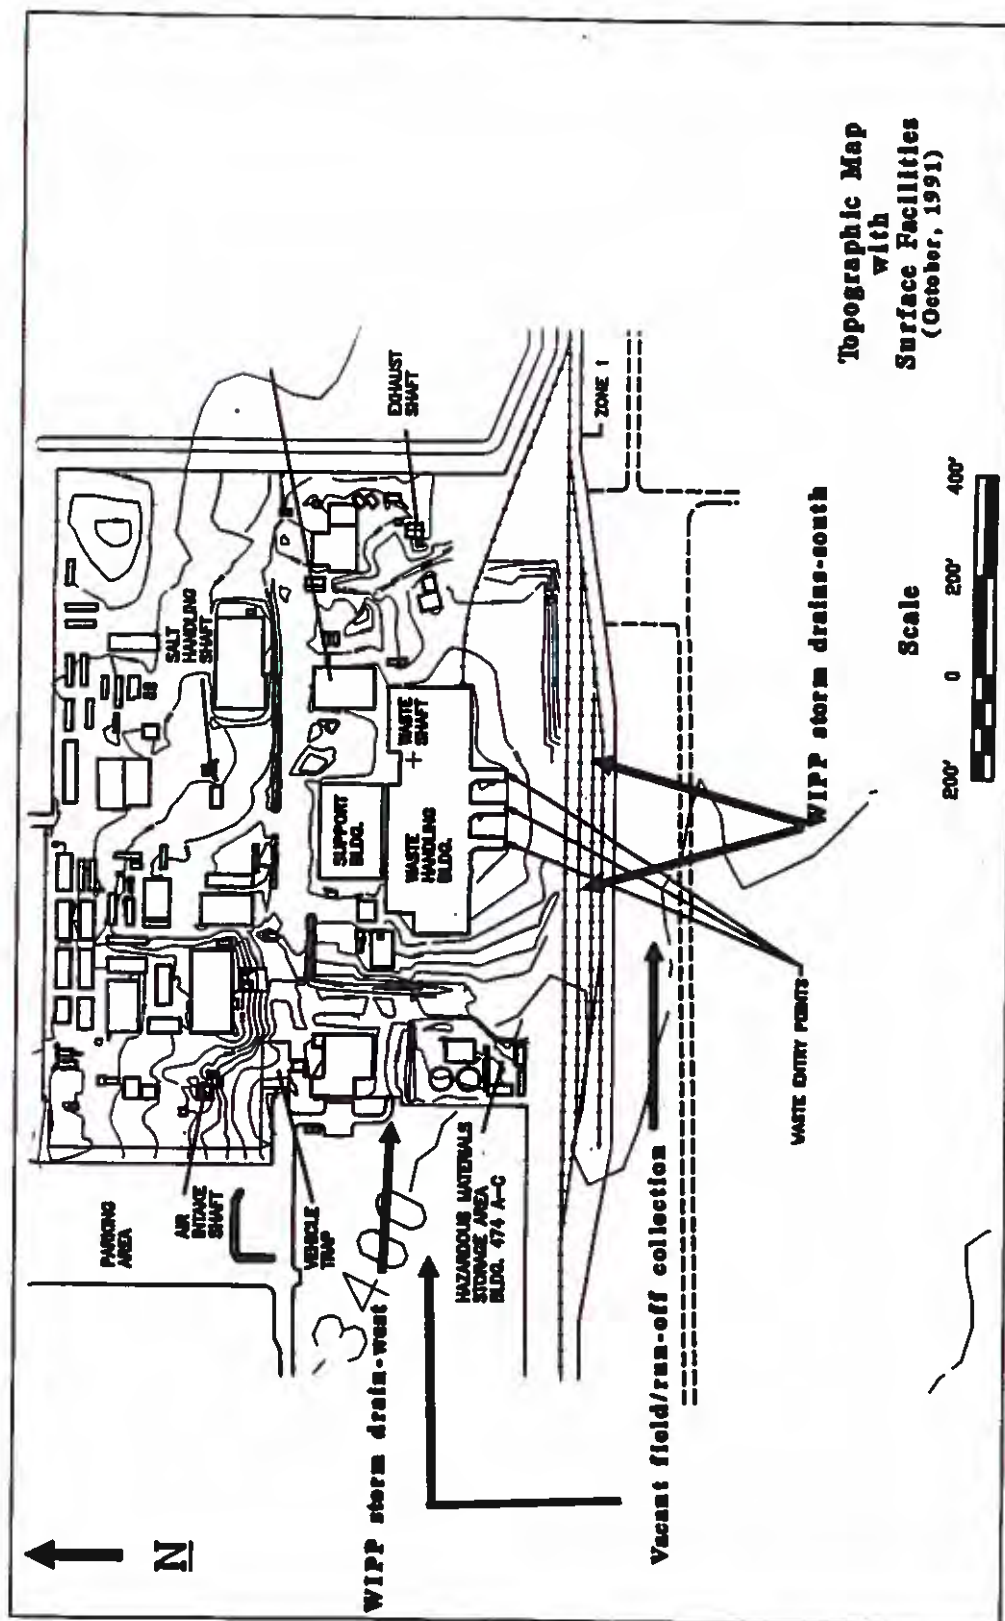 N
PARKING
AREA
AIR
INTAKE
SHAFT
VEHICLE
TRAP
SALT
HANDLING
SHAFT
EXHAUST
SHAFT
SUPPORT
BLDG.
WASTE
HANDLING
BLDG.
WASTE
SHAFT
34
WIPP storm drain-west
HAZARDOUS MATERIALS
STORAGE AREA
BLDG. 474 A-C
ZONE 1
Vacant field/run-off collection
WASTE ENTRY POINTS
WIPP storm drains-south
Topographic Map
with
Surface Facilities
(October, 1991)
Scale
200' 0 200' 400'